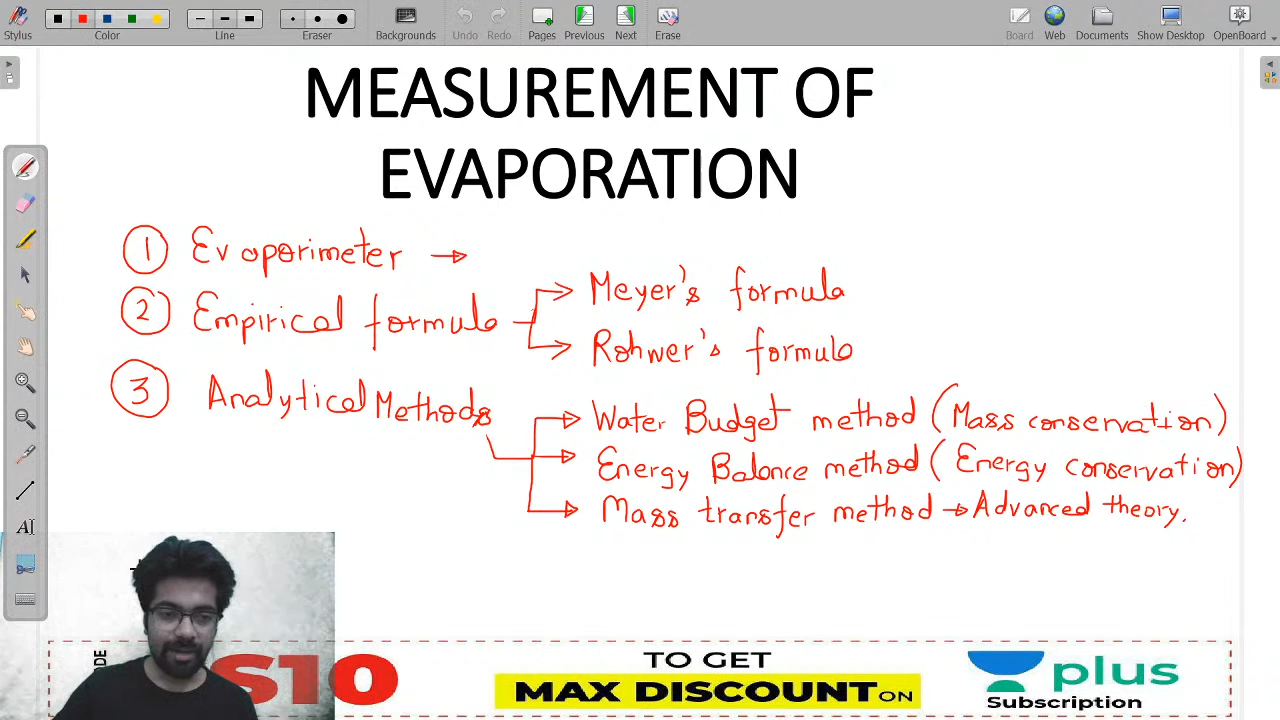 Stylus
Color
Line
Eraser
Backgrounds
Undo
Redo
Pages
Previous
Next
Erase
Board
Web
Documents
Show Desktop
OpenBoard
MEASUREMENT OF
EVAPORATION
1 Evaporimeter →
2 Empirical formula
→ Meyer's formula
→ Rohwer's formula
3 Analytical Methods
→ Water Budget method (Mass conservation)
→ Energy Balance method (Energy conservation)
→ Mass transfer method → Advanced theory.
ODE
S10
TO GET
MAX DISCOUNT ON
plus
Subscription